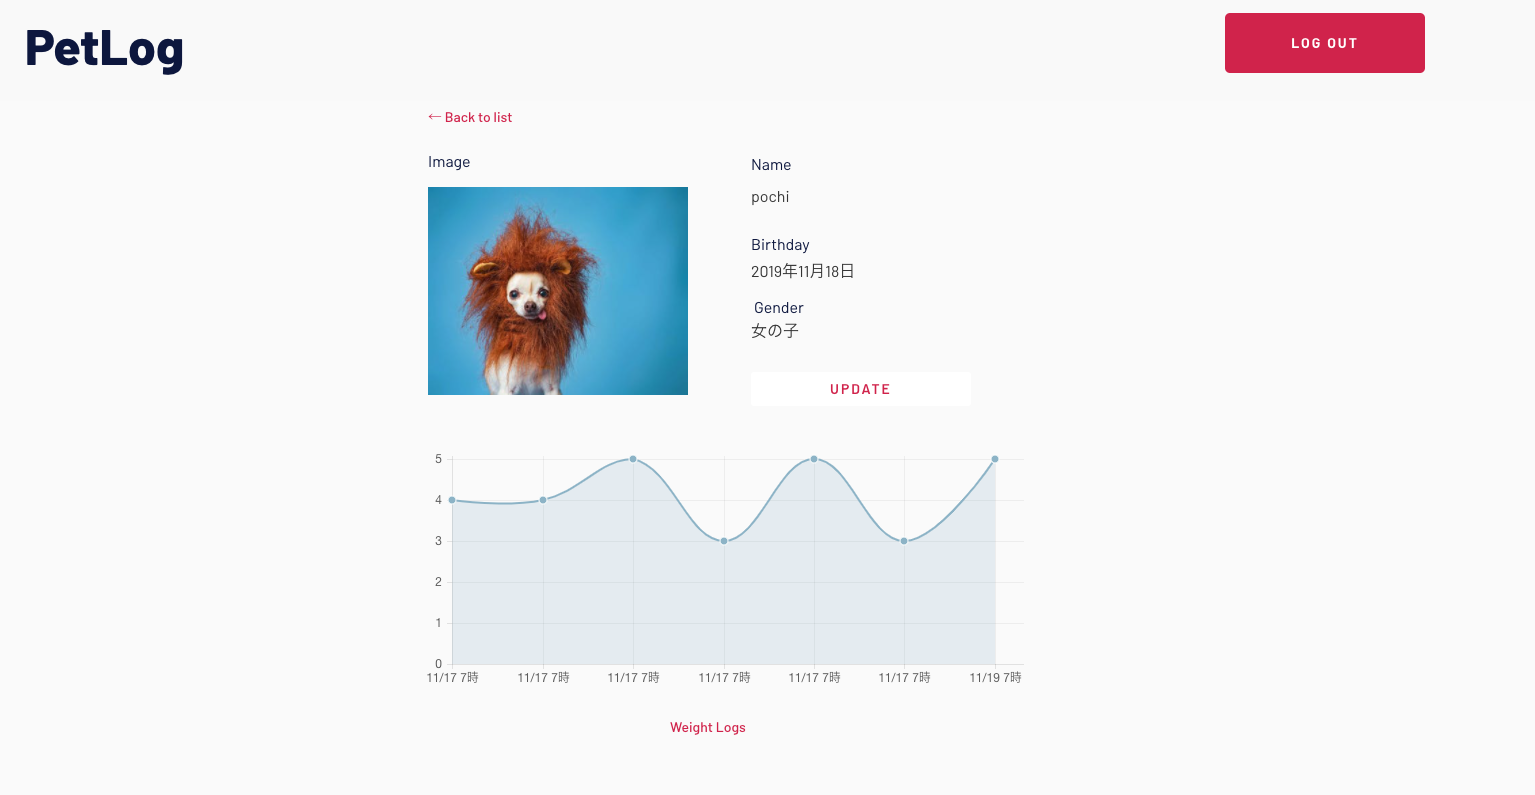 PetLog
LOG OUT
← Back to list
Image
Name
pochi
Birthday
2019年11月18日
Gender
女の子
UPDATE
5
4
3
2
1
0
11/17 7時 11/17 7時 11/17 7時 11/17 7時 11/17 7時 11/17 7時 11/19 7時
Weight Logs